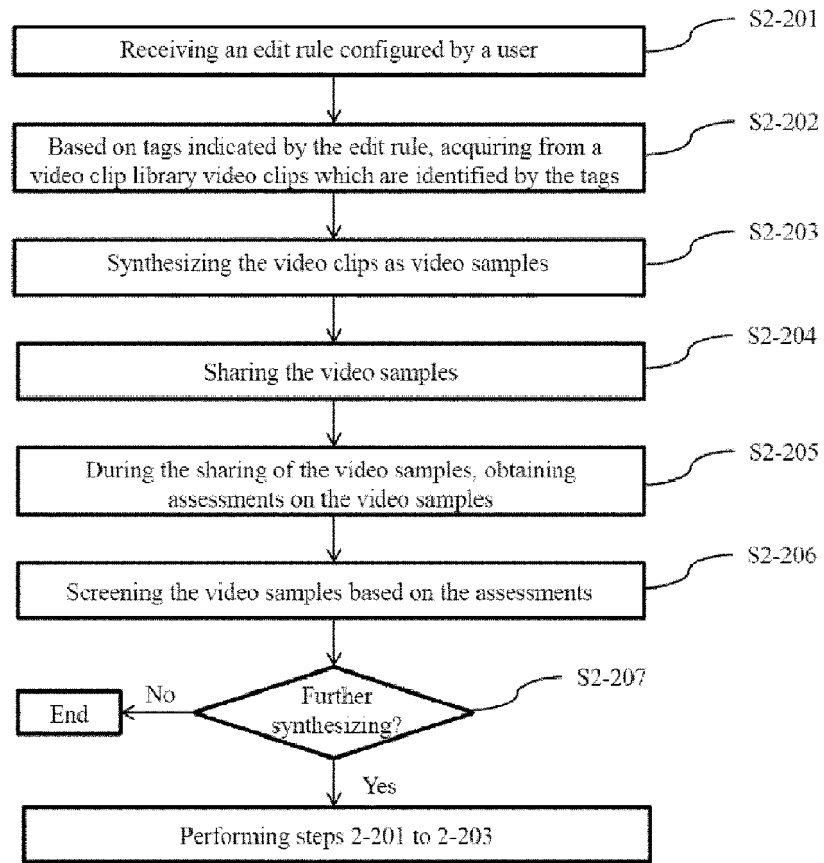 S2-201
Receiving an edit rule configured by a user
S2-202
Based on tags indicated by the edit rule, acquiring from a
video clip library video clips which are identified by the tags
S2-203
Synthesizing the video clips as video samples
S2-204
Sharing the video samples
S2-205
During the sharing of the video samples, obtaining
assessments on the video samples
S2-206
Screening the video samples based on the assessments
S2-207
Further
synthesizing?
No
End
Yes
Performing steps 2-201 to 2-203